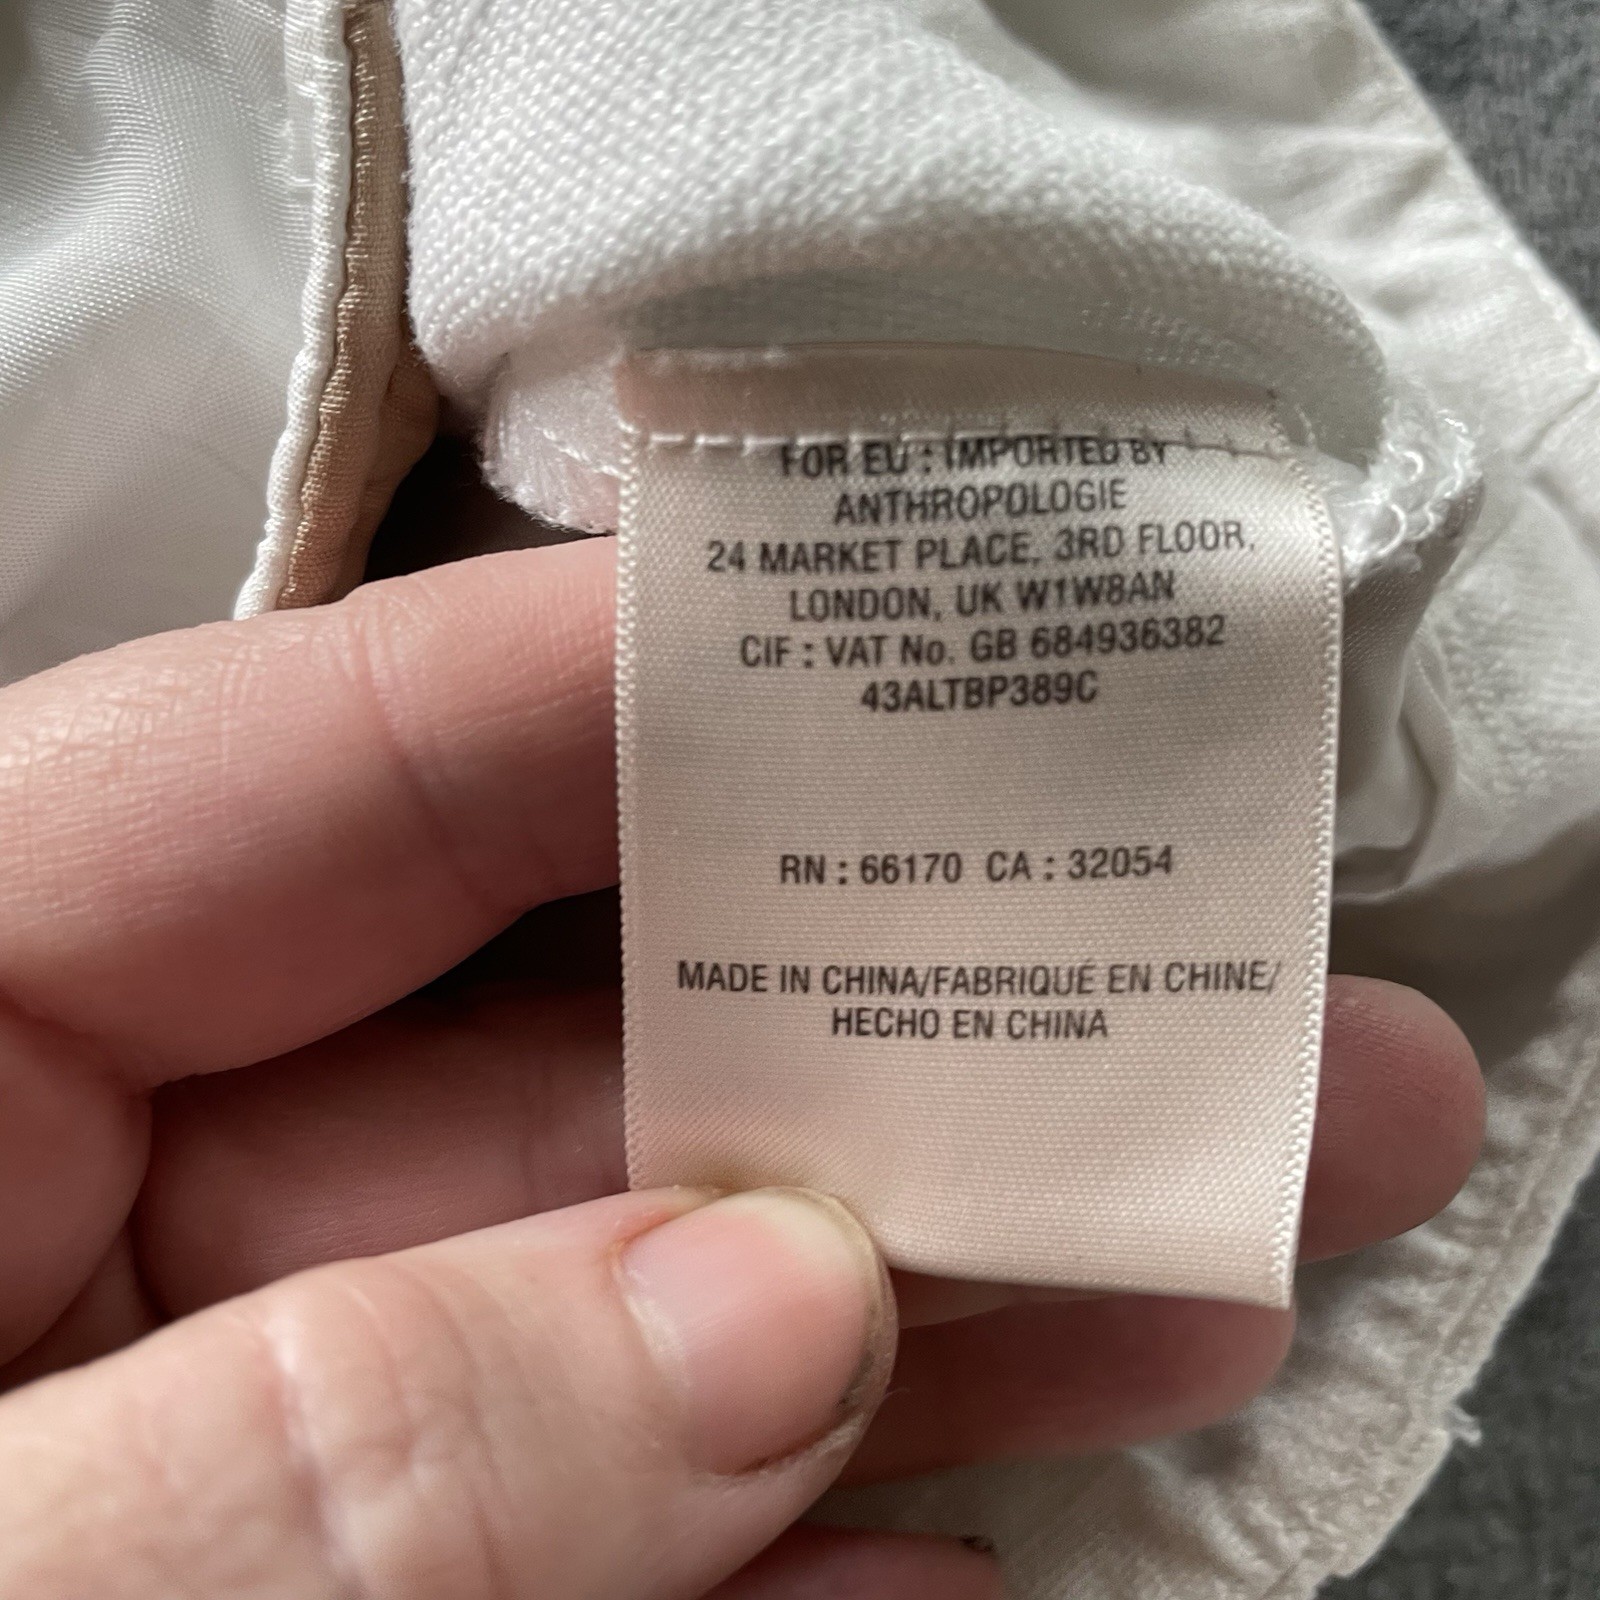 FOR EU : IMPORTED BY
ANTHROPOLOGIE
24 MARKET PLACE, 3RD FLOOR,
LONDON, UK W1W8AN
CIF : VAT No. GB 684936382
43ALTBP389C
RN : 66170 CA : 32054
MADE IN CHINA/FABRIQUÉ EN CHINE/
HECHO EN CHINA